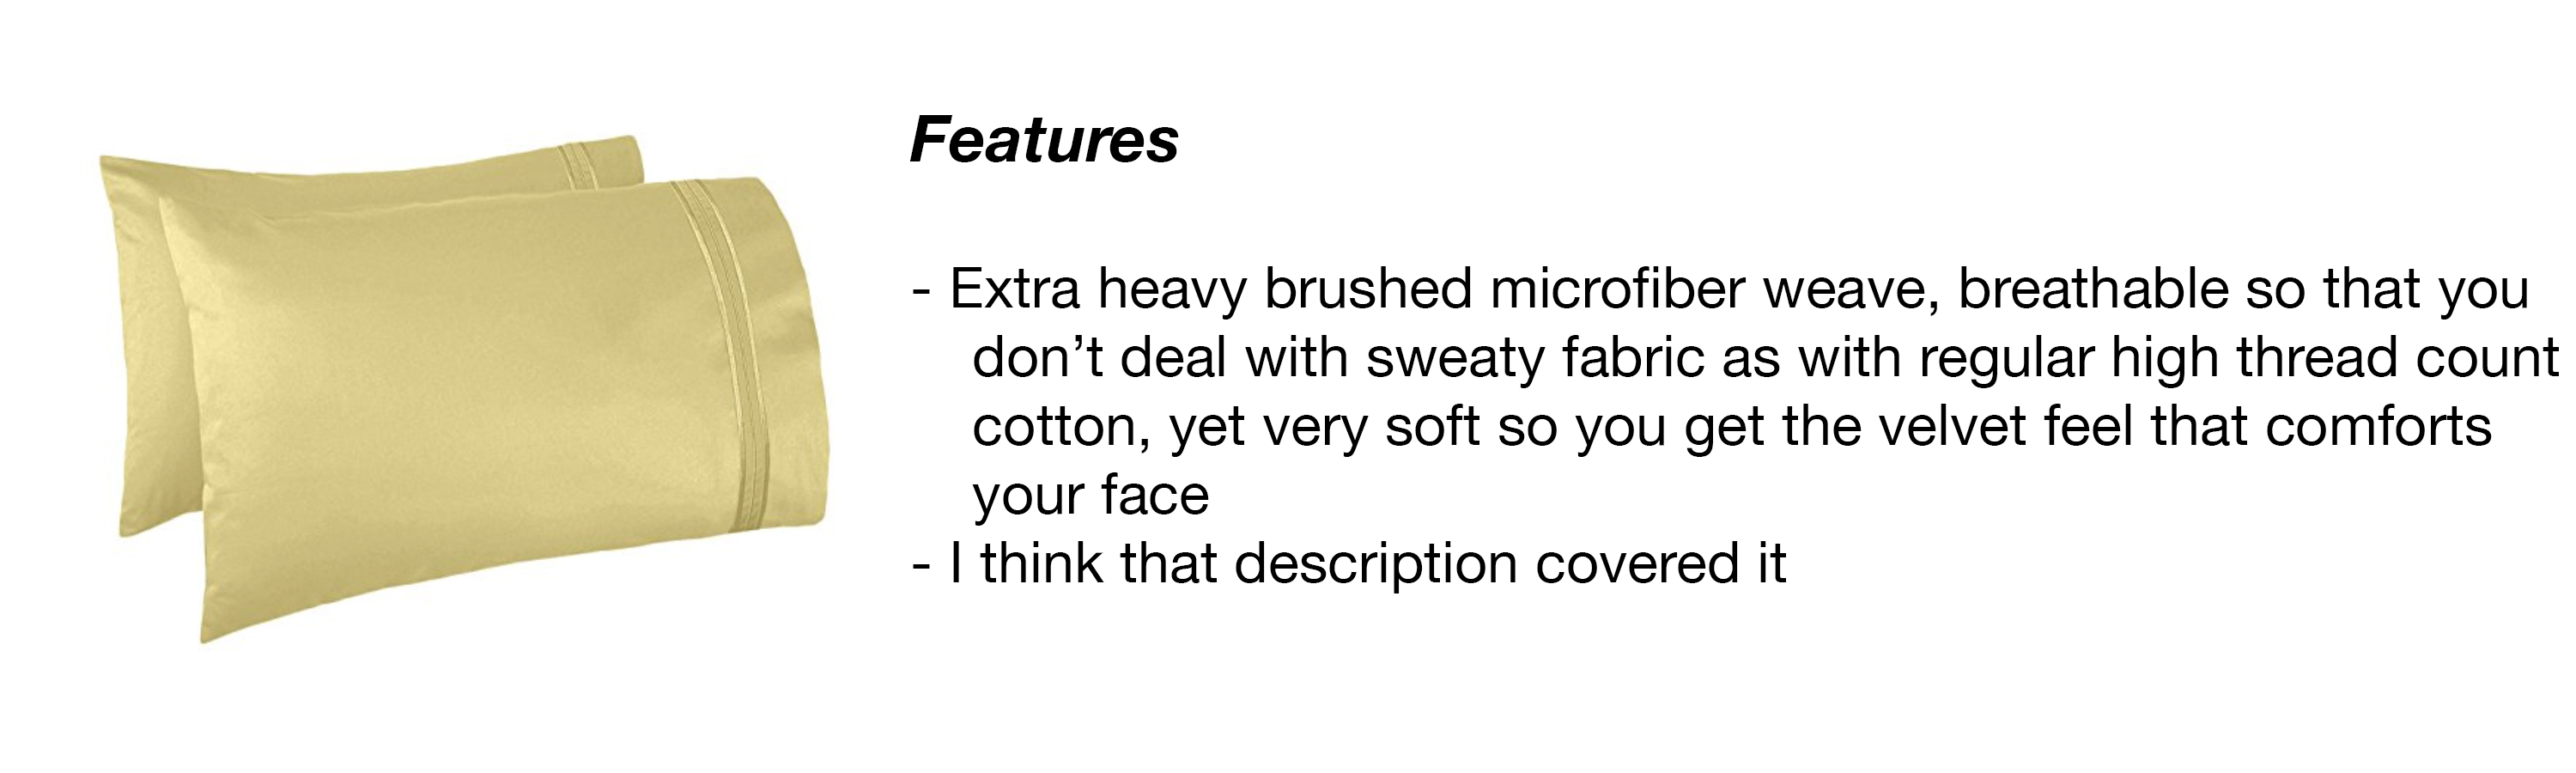 Features
- Extra heavy brushed microfiber weave, breathable so that you
don’t deal with sweaty fabric as with regular high thread count
cotton, yet very soft so you get the velvet feel that comforts
your face
- I think that description covered it